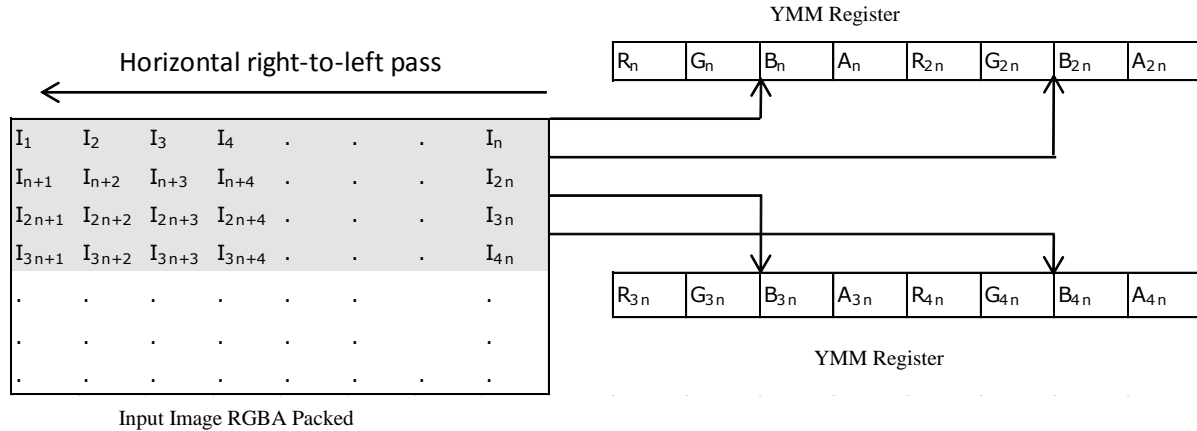 YMM Register
Horizontal right-to-left pass
Rₙ Gₙ Bₙ Aₙ R₂ₙ G₂ₙ B₂ₙ A₂ₙ
I₁ I₂ I₃ I₄ . . . Iₙ
Iₙ₊₁ Iₙ₊₂ Iₙ₊₃ Iₙ₊₄ . . . I₂ₙ
I₂ₙ₊₁ I₂ₙ₊₂ I₂ₙ₊₃ I₂ₙ₊₄ . . . I₃ₙ
I₃ₙ₊₁ I₃ₙ₊₂ I₃ₙ₊₃ I₃ₙ₊₄ . . . I₄ₙ
. . . . . . .
. . . . . . .
. . . . . . .
R₃ₙ G₃ₙ B₃ₙ A₃ₙ R₄ₙ G₄ₙ B₄ₙ A₄ₙ
YMM Register
Input Image RGBA Packed